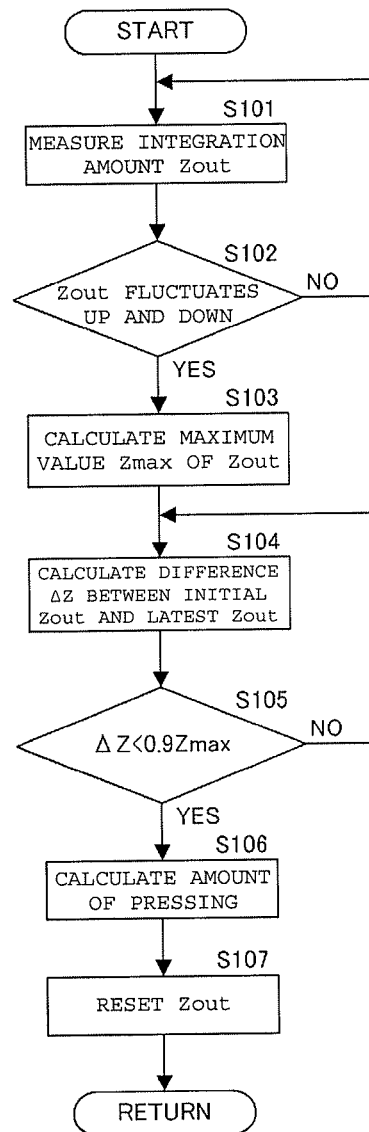 START
S101
MEASURE INTEGRATION
AMOUNT Zout
S102
Zout FLUCTUATES
UP AND DOWN
NO
YES
S103
CALCULATE MAXIMUM
VALUE Zmax OF Zout
S104
CALCULATE DIFFERENCE
ΔZ BETWEEN INITIAL
Zout AND LATEST Zout
S105
ΔZ<0.9Zmax
NO
YES
S106
CALCULATE AMOUNT
OF PRESSING
S107
RESET Zout
RETURN